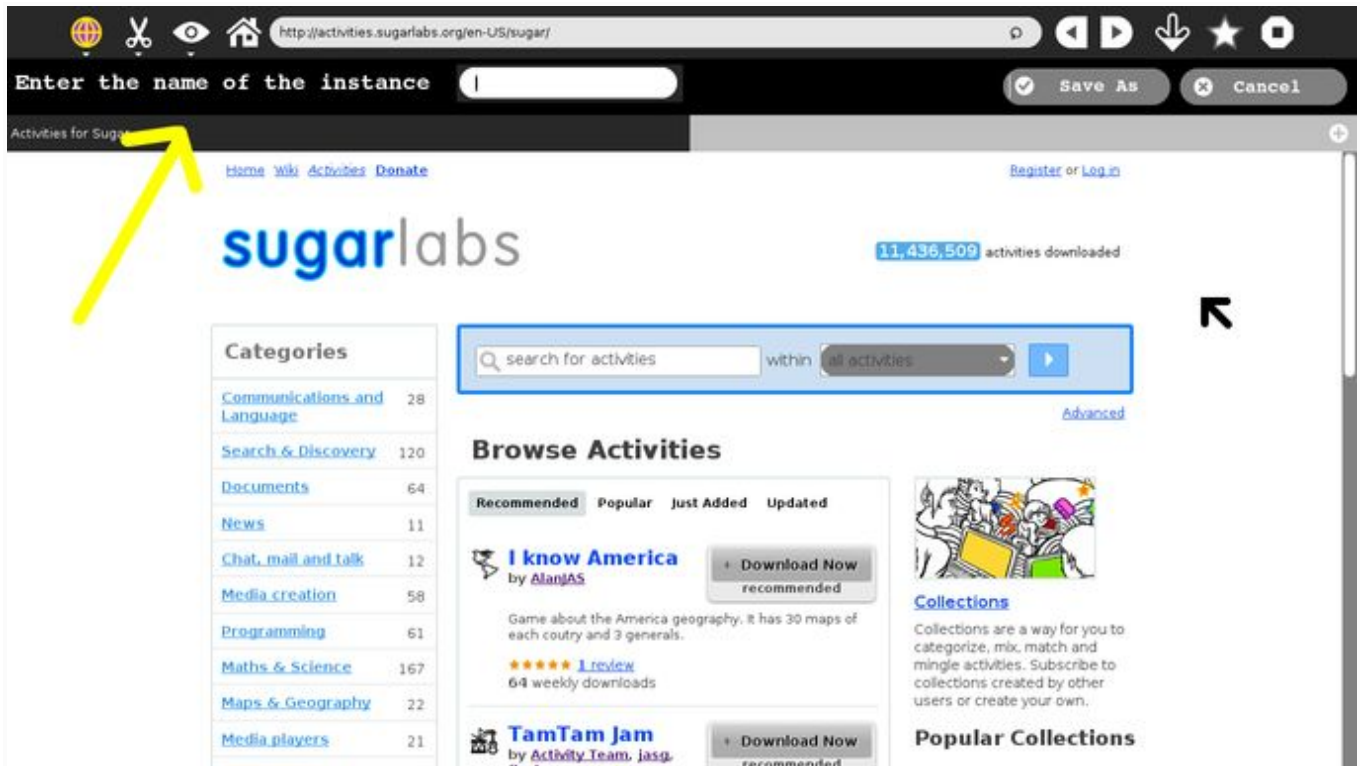 http://activities.sugarlabs.org/en-US/sugar/
Enter the name of the instance
Save As
Cancel
Activities for Sugar
Home Wiki Activities Donate
Register or Log in
sugarlabs
11,436,509 activities downloaded
Categories
Communications and 28
Language
Search & Discovery 120
Documents 64
News 11
Chat, mail and talk 12
Media creation 58
Programming 61
Maths & Science 167
Maps & Geography 22
Media players 21
search for activities within all activities
Advanced
Browse Activities
Recommended Popular Just Added Updated
I know America
by AlanJAS
+ Download Now
recommended
Game about the America geography. It has 30 maps of
each coutry and 3 generals.
1 review
64 weekly downloads
TamTam Jam
by Activity Team, jasg,
+ Download Now
recommended
Collections
Collections are a way for you to
categorize, mix, match and
mingle activities. Subscribe to
collections created by other
users or create your own.
Popular Collections